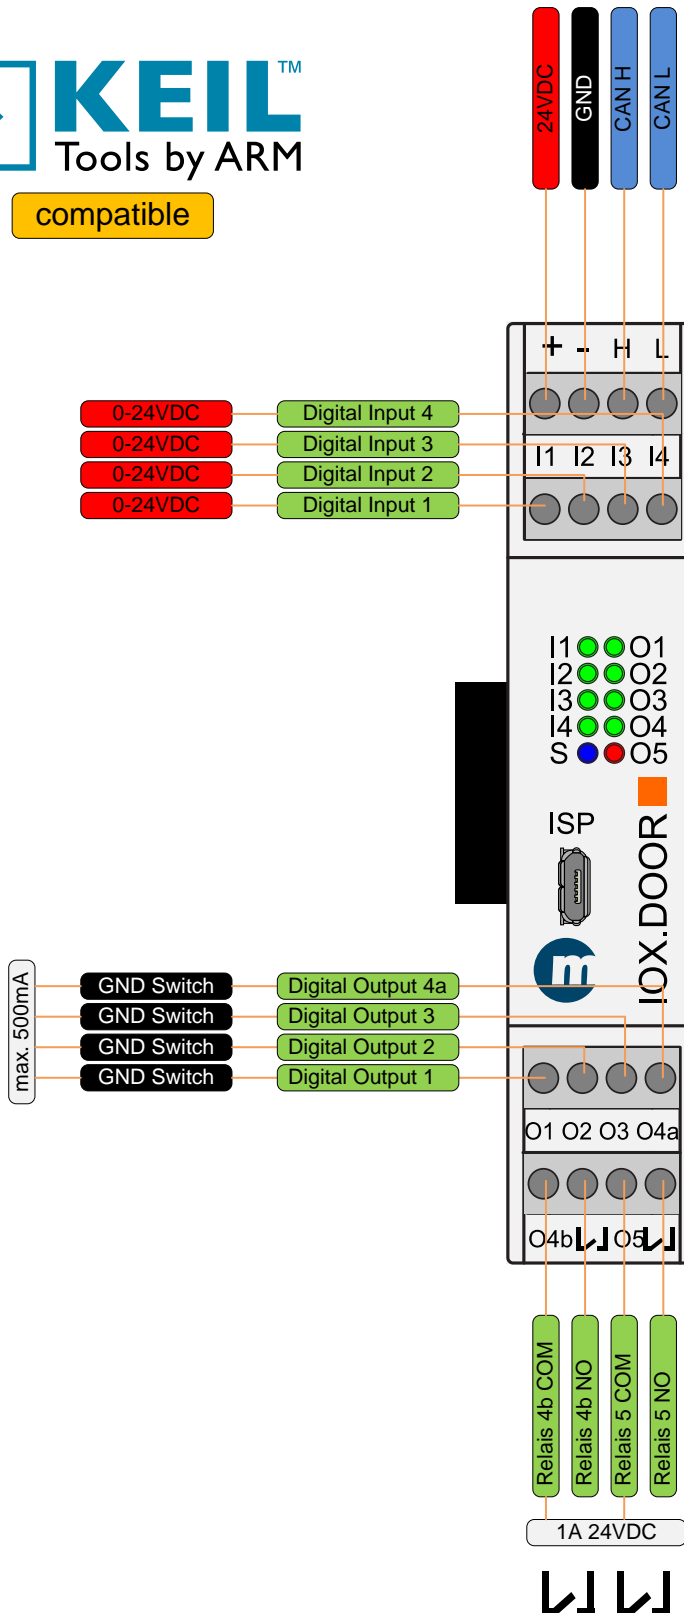 KEIL™
Tools by ARM
compatible
24VDC
GND
CAN H
CAN L
+ - H L
0-24VDC Digital Input 4
0-24VDC Digital Input 3
0-24VDC Digital Input 2
0-24VDC Digital Input 1
I1 I2 I3 I4
I1 O1
I2 O2
I3 O3
I4 O4
S O5
ISP
IOX.DOOR
m
max. 500mA
GND Switch Digital Output 4a
GND Switch Digital Output 3
GND Switch Digital Output 2
GND Switch Digital Output 1
O1 O2 O3 O4a
O4b O5
Relais 4b COM
Relais 4b NO
Relais 5 COM
Relais 5 NO
1A 24VDC